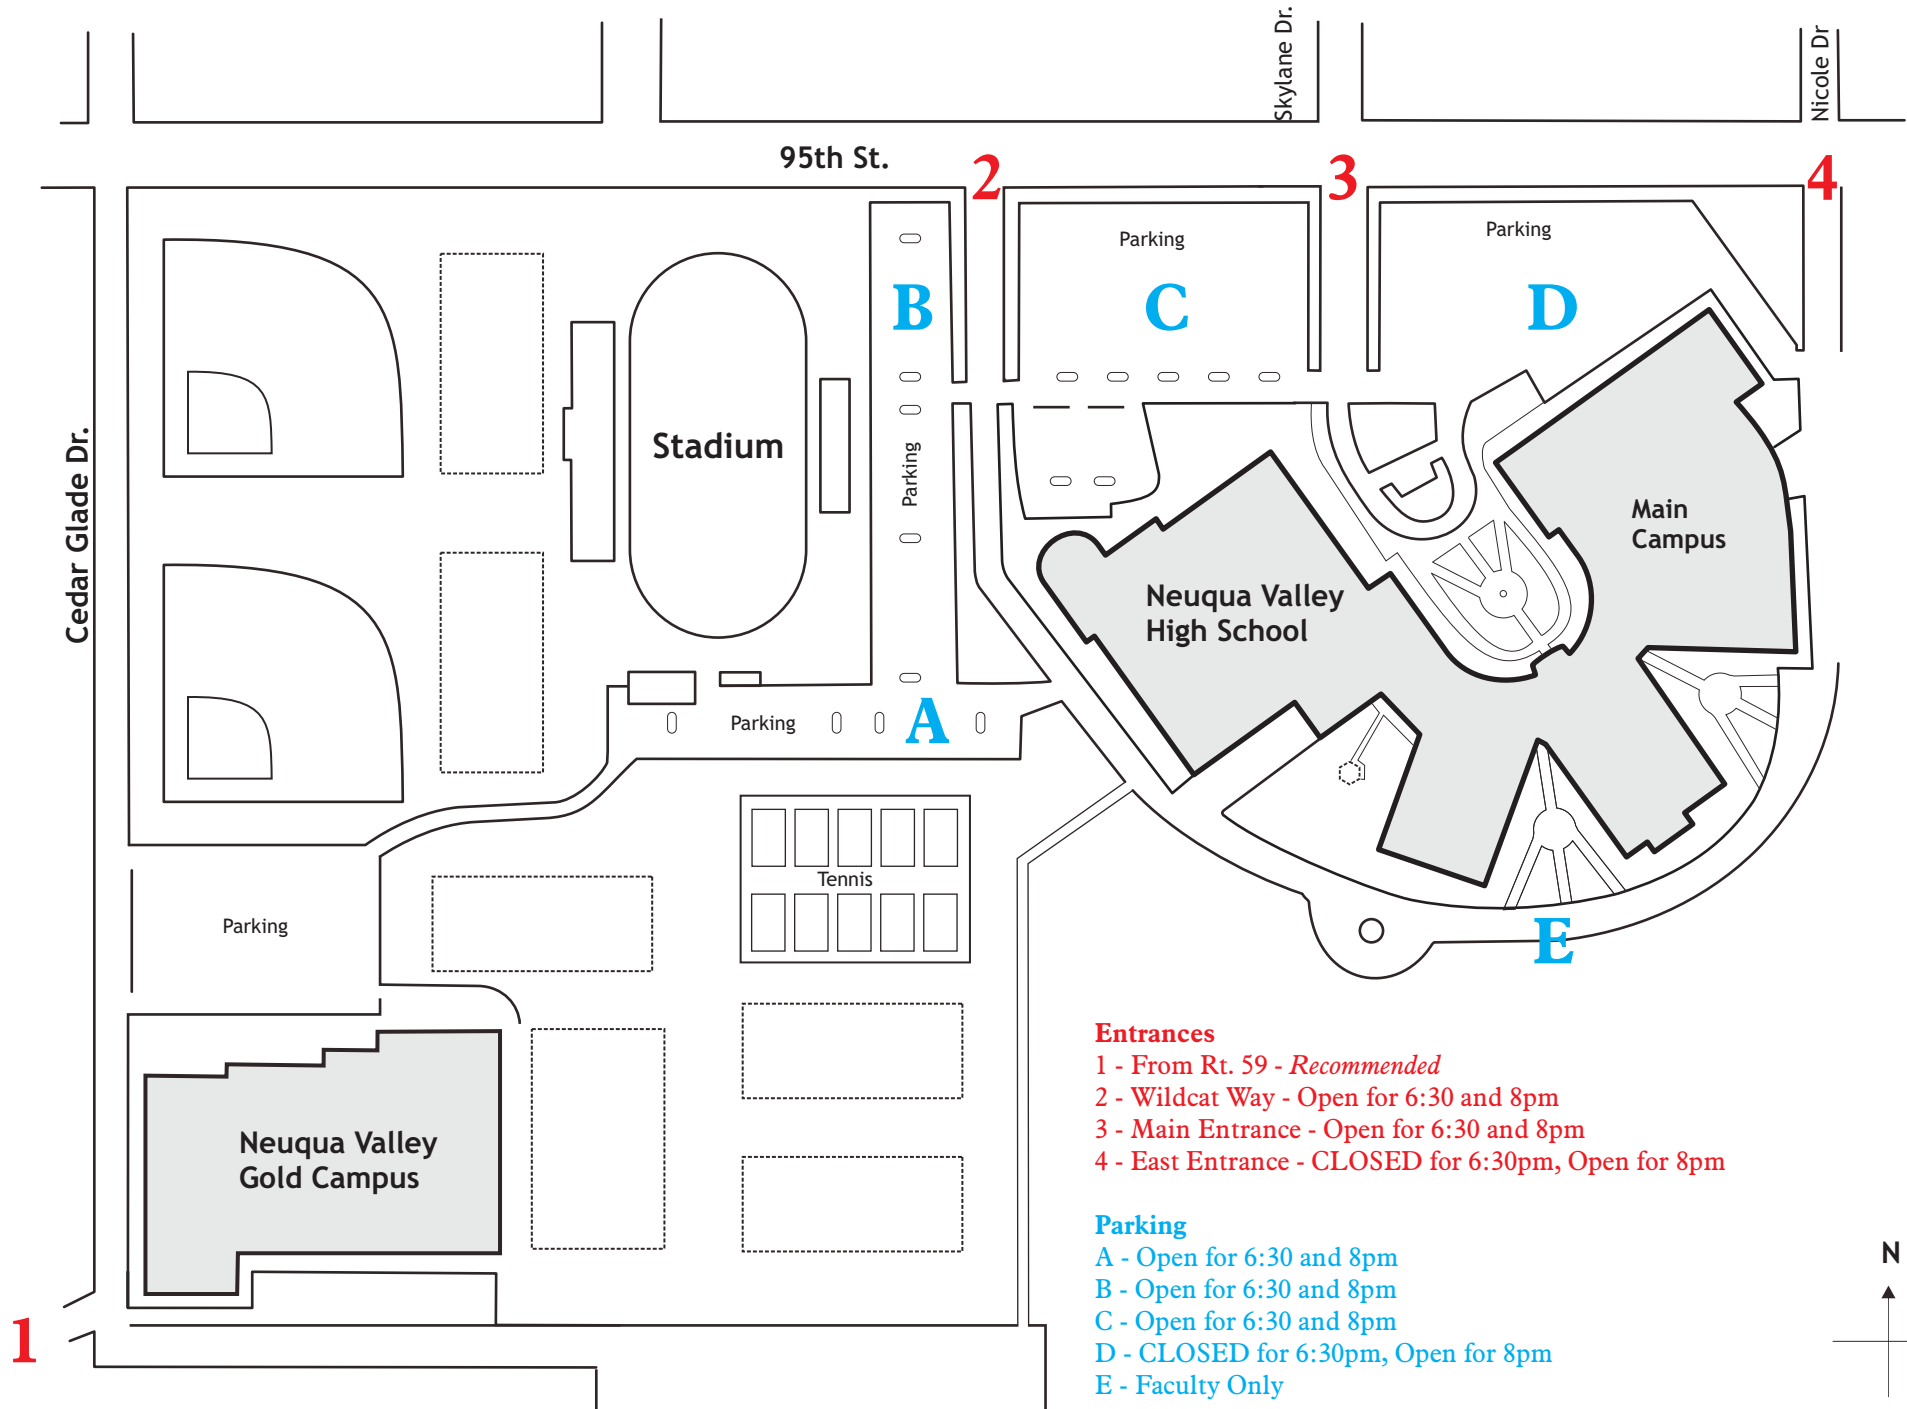 Skylane Dr.
Nicole Dr
95th St.
2
3
4
Parking
Parking
B
C
D
Stadium
Parking
Cedar Glade Dr.
Main
Campus
Neuqua Valley
High School
Parking
A
Tennis
Parking
E
Neuqua Valley
Gold Campus
1
Entrances
1 - From Rt. 59 - Recommended
2 - Wildcat Way - Open for 6:30 and 8pm
3 - Main Entrance - Open for 6:30 and 8pm
4 - East Entrance - CLOSED for 6:30pm, Open for 8pm
Parking
A - Open for 6:30 and 8pm
B - Open for 6:30 and 8pm
C - Open for 6:30 and 8pm
D - CLOSED for 6:30pm, Open for 8pm
E - Faculty Only
N